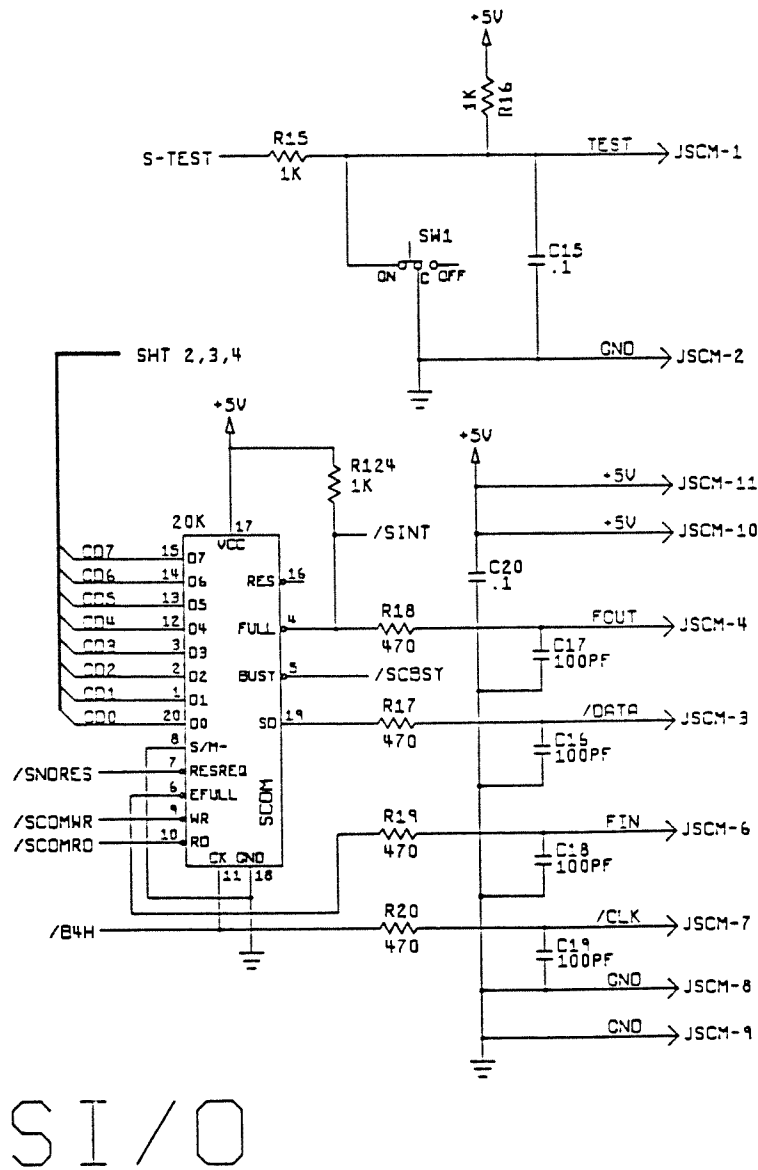 +5V
1K
R16
R15
S-TEST
1K
TEST
JSCM-1
SW1
ON
C
OFF
C15
.1
GND
JSCM-2
SHT 2,3,4
+5V
R124
1K
+5V
+5V
JSCM-11
20K
17
VCC
/SINT
+5V
JSCM-10
CD7
15
D7
RES
16
C20
.1
CD6
14
D6
CD5
13
D5
CD4
12
D4
FULL
4
R18
470
FOUT
JSCM-4
CD3
3
D3
C17
100PF
CD2
2
D2
BUST
5
/SCBSY
CD1
1
D1
CD0
20
D0
SD
19
R17
470
/DATA
JSCM-3
8
S/M-
C16
100PF
/SNDRES
7
RESREQ
6
EFULL
SCOM
/SCOMWR
9
WR
R19
470
FIN
JSCM-6
/SCOMRD
10
RD
CK
GND
11
18
C18
100PF
/B4H
R20
470
/CLK
JSCM-7
C19
100PF
GND
JSCM-8
GND
JSCM-9
SI/O